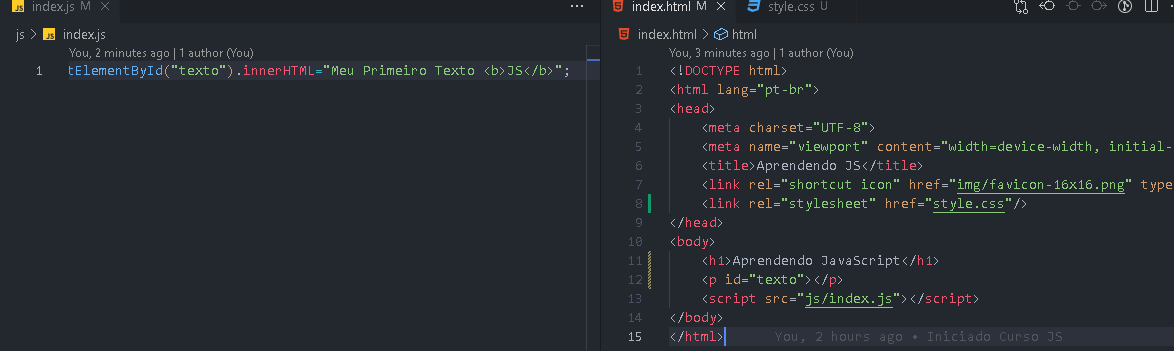 JS index.js M
js > JS index.js
You, 2 minutes ago | 1 author (You)
1 tElementById("texto").innerHTML="Meu Primeiro Texto <b>JS</b>";
index.html M
style.css U
index.html > html
You, 3 minutes ago | 1 author (You)
1 <!DOCTYPE html>
2 <html lang="pt-br">
3 <head>
4 <meta charset="UTF-8">
5 <meta name="viewport" content="width=device-width, initial-
6 <title>Aprendendo JS</title>
7 <link rel="shortcut icon" href="img/favicon-16x16.png" type
8 <link rel="stylesheet" href="style.css"/>
9 </head>
10 <body>
11 <h1>Aprendendo JavaScript</h1>
12 <p id="texto"></p>
13 <script src="js/index.js"></script>
14 </body>
15 </html> You, 2 hours ago • Iniciado Curso JS